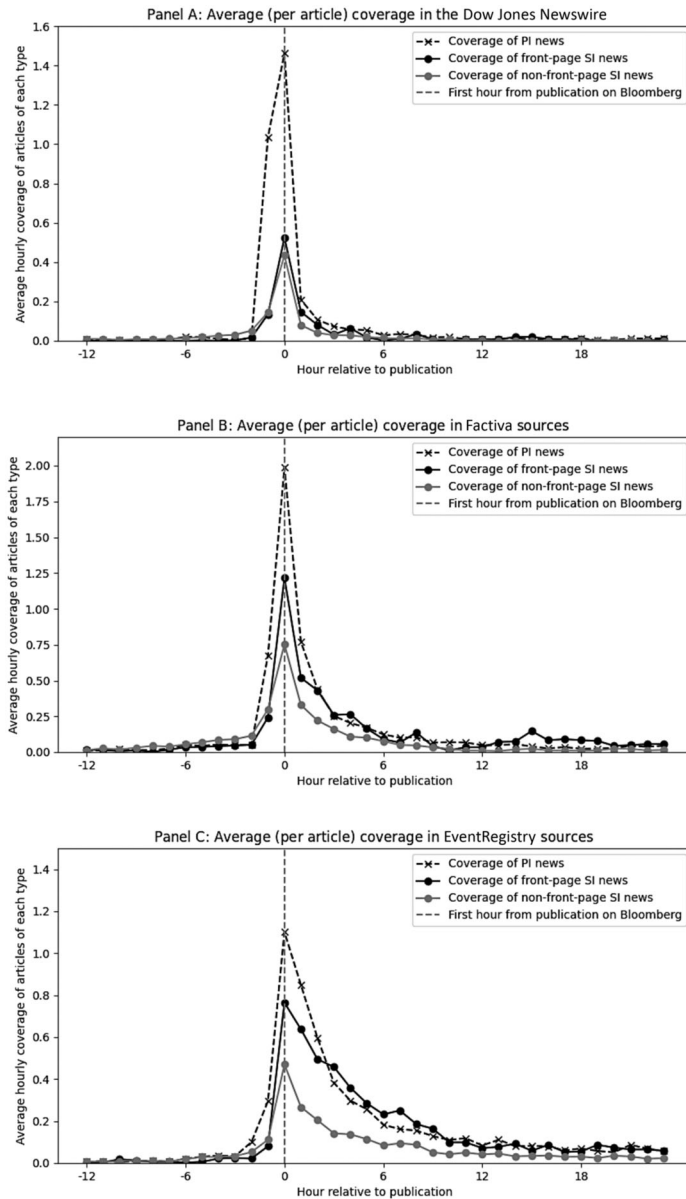 Panel A: Average (per article) coverage in the Dow Jones Newswire
Average hourly coverage of articles of each type
1.6
1.4
1.2
1.0
0.8
0.6
0.4
0.2
0.0
Coverage of PI news
Coverage of front-page SI news
Coverage of non-front-page SI news
First hour from publication on Bloomberg
-12 -6 0 6 12 18
Hour relative to publication
Panel B: Average (per article) coverage in Factiva sources
Average hourly coverage of articles of each type
2.00
1.75
1.50
1.25
1.00
0.75
0.50
0.25
0.00
Coverage of PI news
Coverage of front-page SI news
Coverage of non-front-page SI news
First hour from publication on Bloomberg
-12 -6 0 6 12 18
Hour relative to publication
Panel C: Average (per article) coverage in EventRegistry sources
Average hourly coverage of articles of each type
1.4
1.2
1.0
0.8
0.6
0.4
0.2
0.0
Coverage of PI news
Coverage of front-page SI news
Coverage of non-front-page SI news
First hour from publication on Bloomberg
-12 -6 0 6 12 18
Hour relative to publication